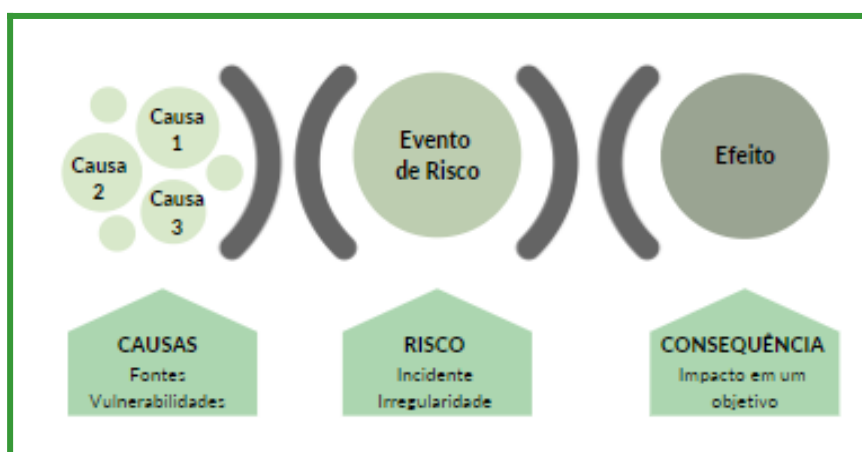 Causa
1
Causa
2
Causa
3
Evento
de Risco
Efeito
CAUSAS
Fontes
Vulnerabilidades
RISCO
Incidente
Irregularidade
CONSEQUÊNCIA
Impacto em um
objetivo